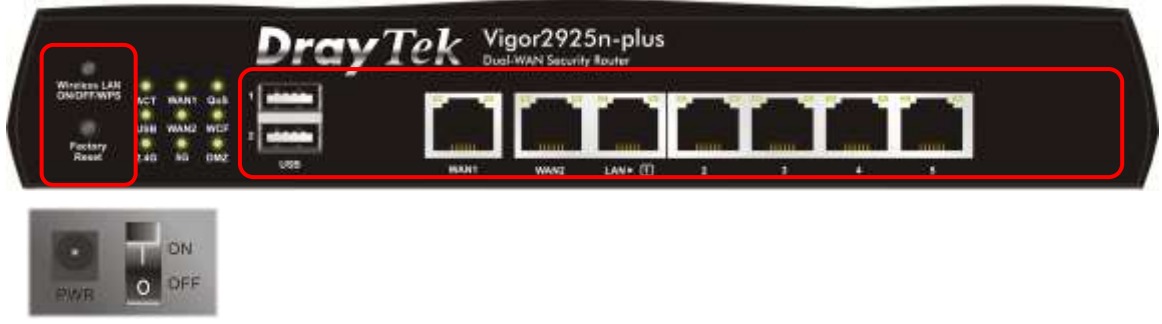 DrayTek Vigor2925n-plus
Dual-WAN Security Router
Wireless LAN
ON/OFF/WPS
ACT WAN1 QoS
USB WAN2 WCF
2.4G 5G DMZ
Factory
Reset
1
2
USB
WAN1 WAN2 LAN 1 2 3 4 5
PWR
ON
OFF
I
O